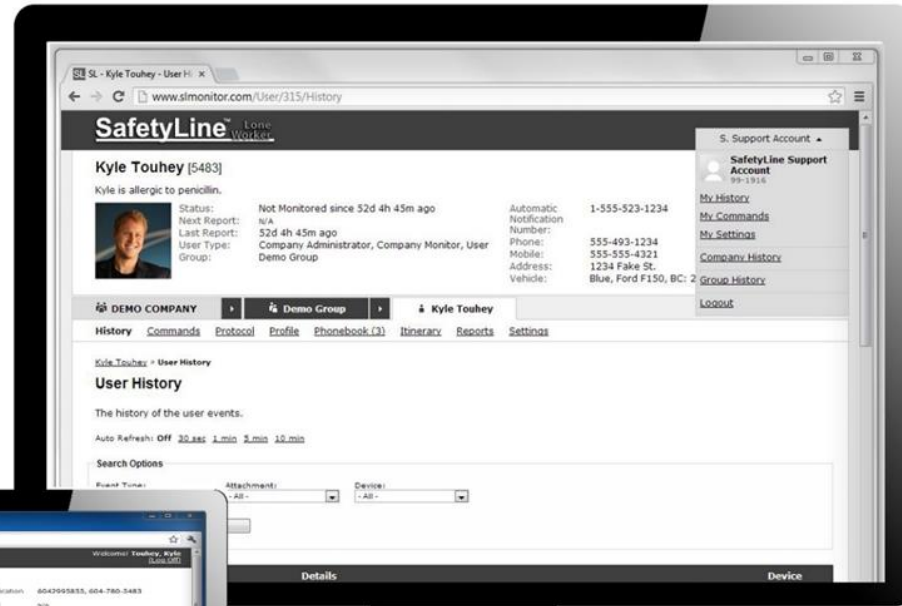 SL - Kyle Touhey - User Hi
www.slmonitor.com/User/315/History
SafetyLine™ Lone Worker
S. Support Account
SafetyLine Support Account
99-1916
My History
My Commands
My Settings
Company History
Group History
Logout
Kyle Touhey [5483]
Kyle is allergic to penicillin.
Status: Not Monitored since 52d 4h 45m ago
Next Report: N/A
Last Report: 52d 4h 45m ago
User Type: Company Administrator, Company Monitor, User
Group: Demo Group
Automatic Notification Number: 1-555-523-1234
Phone: 555-493-1234
Mobile: 555-555-4321
Address: 1234 Fake St.
Vehicle: Blue, Ford F150, BC: 2
DEMO COMPANY Demo Group Kyle Touhey
History Commands Protocol Profile Phonebook (3) Itinerary Reports Settings
Kyle Touhey » User History
User History
The history of the user events.
Auto Refresh: Off 30 sec 1 min 5 min 10 min
Search Options
Event Type: Attachment: Device:
- All - - All -
Details Device
Welcome! Touhey, Kyle
(Log Off)
6042995855, 604-780-5483
N/A